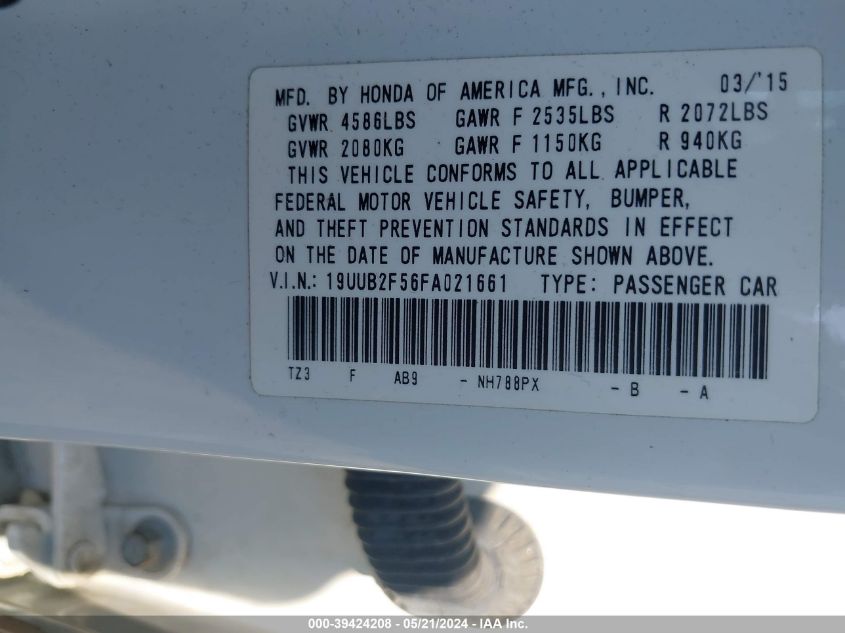 MFD. BY HONDA OF AMERICA MFG., INC. 03/'15
GVWR 4586LBS GAWR F 2535LBS R 2072LBS
GVWR 2080KG GAWR F 1150KG R 940KG
THIS VEHICLE CONFORMS TO ALL APPLICABLE
FEDERAL MOTOR VEHICLE SAFETY, BUMPER,
AND THEFT PREVENTION STANDARDS IN EFFECT
ON THE DATE OF MANUFACTURE SHOWN ABOVE.
V.I.N.: 19UUB2F56FA021661 TYPE: PASSENGER CAR
TZ3 F AB9 - NH788PX - B - A
000-39424208 - 05/21/2024 - IAA Inc.